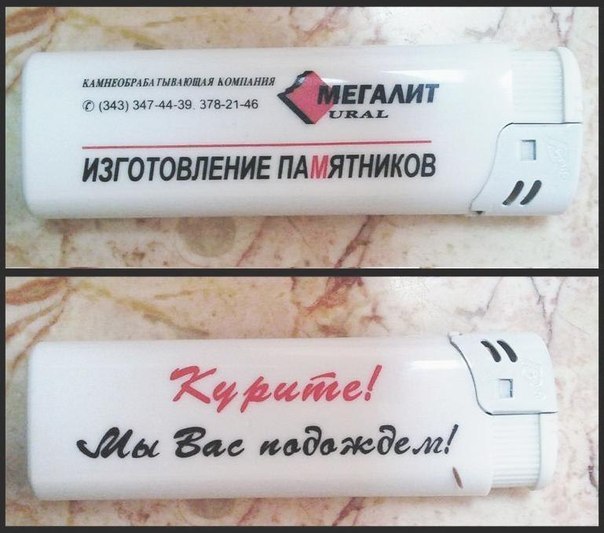 КАМНЕОБРАБАТЫВАЮЩАЯ КОМПАНИЯ
✆ (343) 347-44-39, 378-21-46
МЕГАЛИТ
URAL
ИЗГОТОВЛЕНИЕ ПАМЯТНИКОВ
Курите!
Мы Вас подождем!